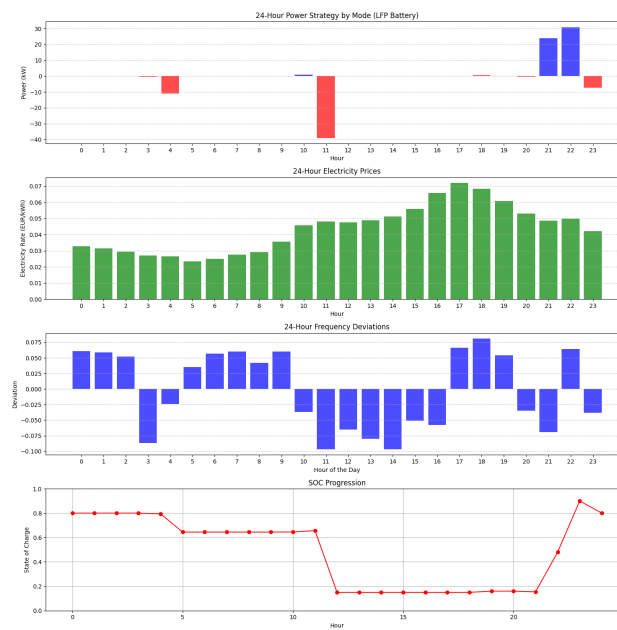 24-Hour Power Strategy by Mode (LFP Battery)
Power (kW)
30
20
10
0
−10
−20
−30
−40
0 1 2 3 4 5 6 7 8 9 10 11 12 13 14 15 16 17 18 19 20 21 22 23
Hour
24-Hour Electricity Prices
Electricity Rate (EUR/kWh)
0.07
0.06
0.05
0.04
0.03
0.02
0.01
0.00
0 1 2 3 4 5 6 7 8 9 10 11 12 13 14 15 16 17 18 19 20 21 22 23
Hour
24-Hour Frequency Deviations
Deviation
0.075
0.050
0.025
0.000
−0.025
−0.050
−0.075
−0.100
0 1 2 3 4 5 6 7 8 9 10 11 12 13 14 15 16 17 18 19 20 21 22 23
Hour of the Day
SOC Progression
State of Charge
1.0
0.8
0.6
0.4
0.2
0.0
0 5 10 15 20
Hour